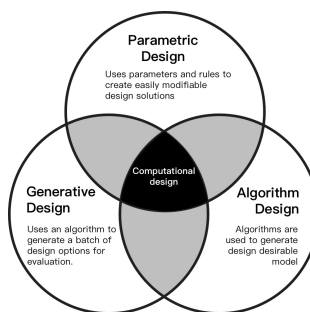 Parametric
Design
Uses parameters and rules to
create easily modifiable
design solutions
Computational
design
Generative
Design
Uses an algorithm to
generate a batch of
design options for
evaluation.
Algorithm
Design
Algorithms are
used to generate
design desirable
model